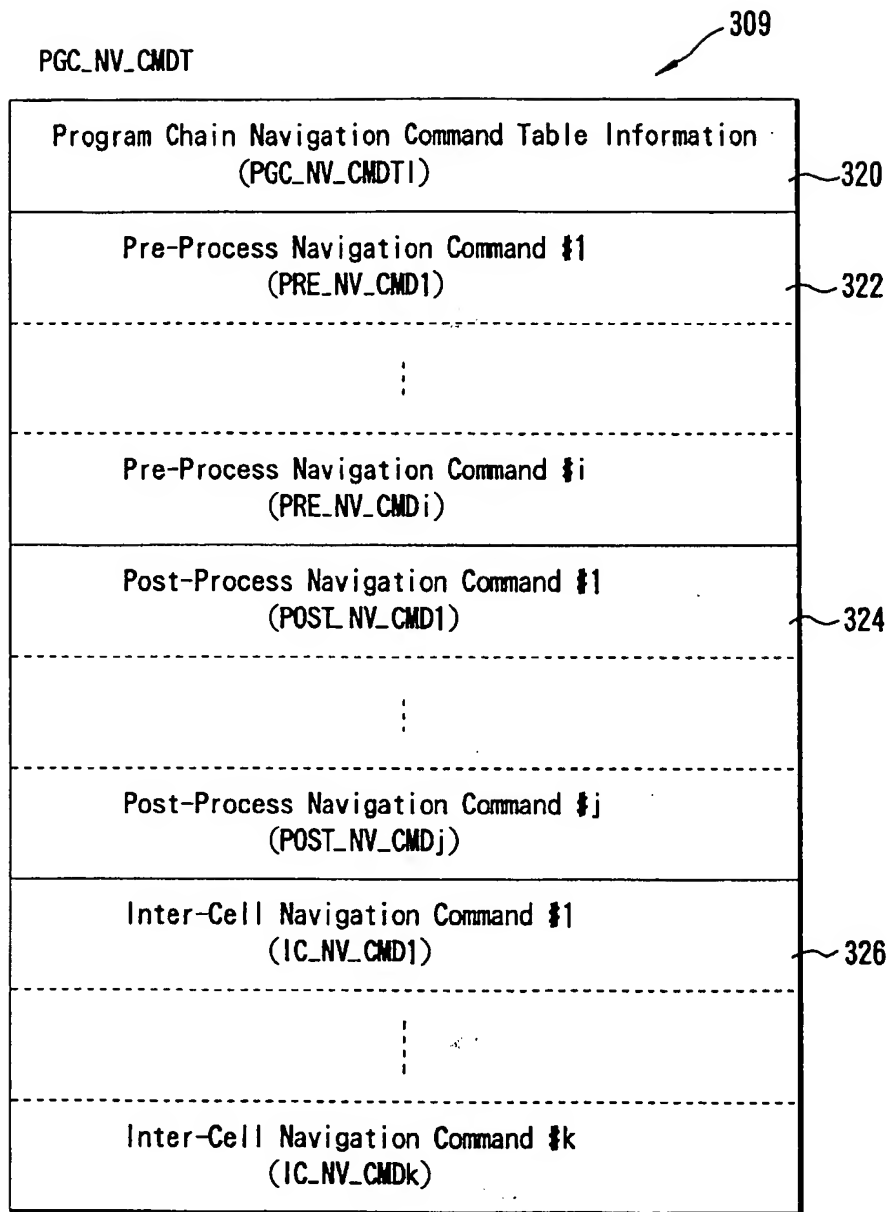 309
PGC_NV_CMDT
Program Chain Navigation Command Table Information
(PGC_NV_CMDTI)
320
Pre-Process Navigation Command #1
(PRE_NV_CMD1)
322
Pre-Process Navigation Command #i
(PRE_NV_CMDi)
Post-Process Navigation Command #1
(POST_NV_CMD1)
324
Post-Process Navigation Command #j
(POST_NV_CMDj)
Inter-Cell Navigation Command #1
(IC_NV_CMD1)
326
Inter-Cell Navigation Command #k
(IC_NV_CMDk)